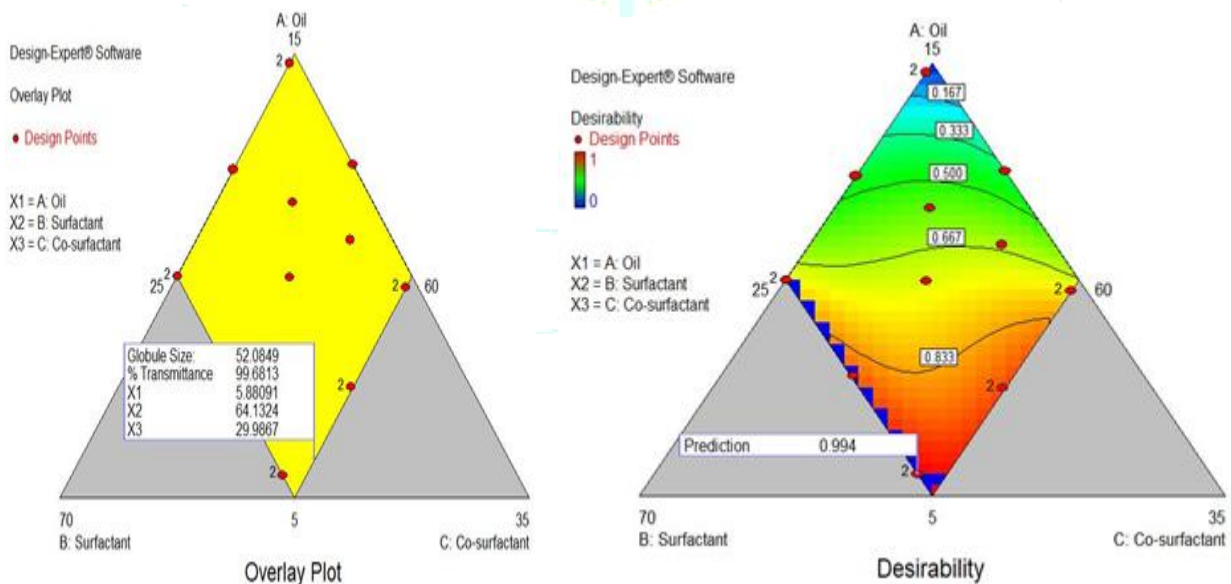 A: Oil
15
Design-Expert® Software
Overlay Plot
Design Points
X1 = A: Oil
X2 = B: Surfactant
X3 = C: Co-surfactant
2
2
25
2
60
Globule Size: 52.0849
% Transmittance 99.6813
X1 5.88091
X2 64.1324
X3 29.9867
2
2
70
5
35
B: Surfactant
C: Co-surfactant
Overlay Plot
A: Oil
15
Design-Expert® Software
Desirability
Design Points
1
0
X1 = A: Oil
X2 = B: Surfactant
X3 = C: Co-surfactant
2
0.167
0.333
0.500
0.667
2
25
2
60
0.833
2
Prediction 0.994
2
70
5
35
B: Surfactant
C: Co-surfactant
Desirability